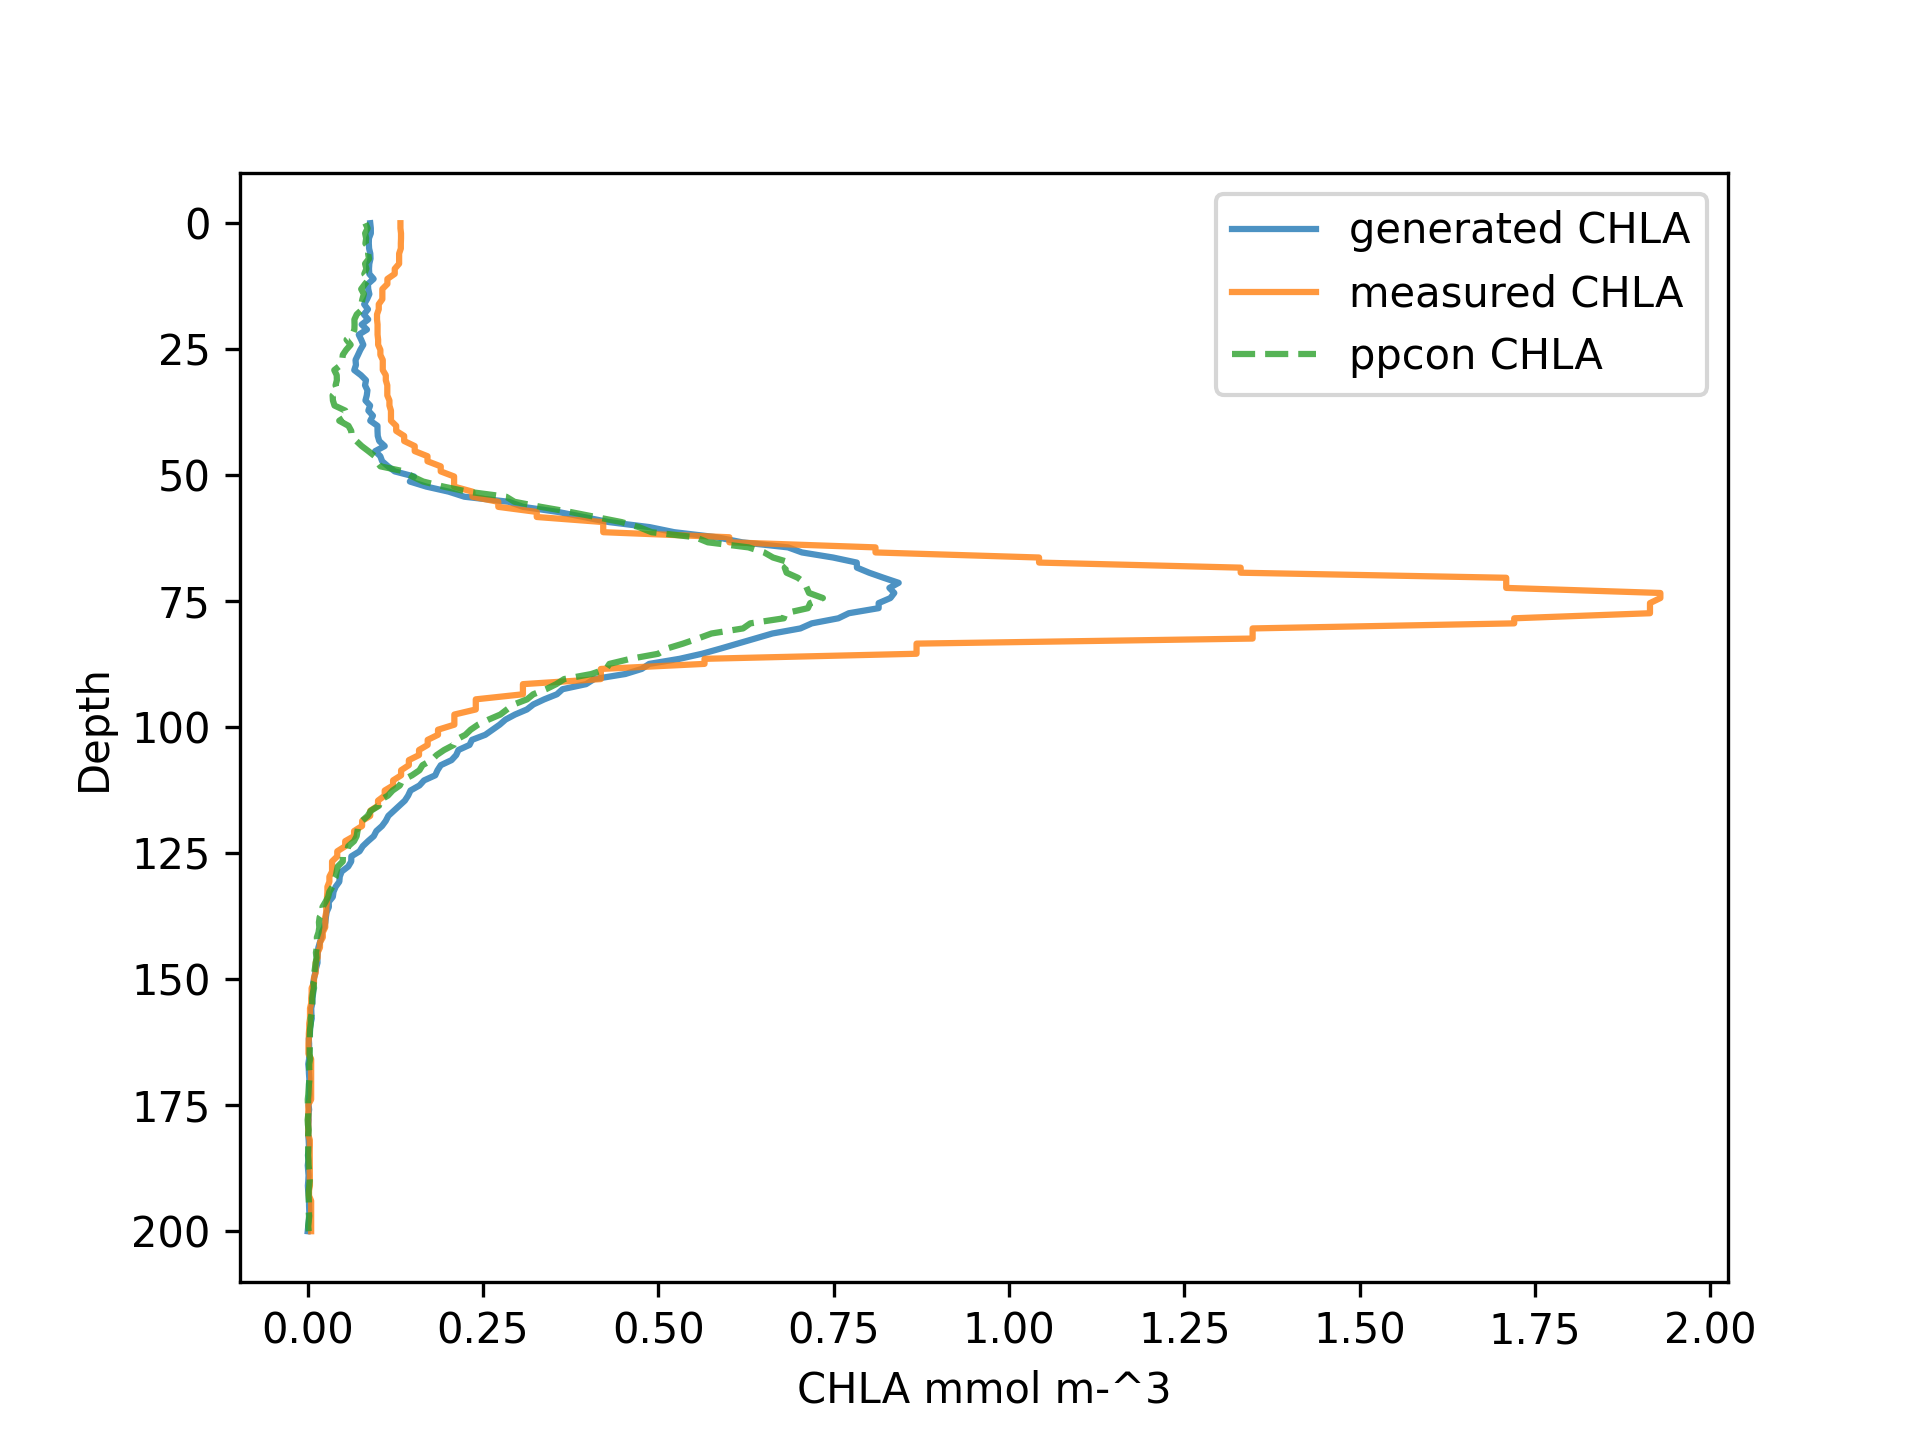 generated CHLA
measured CHLA
ppcon CHLA
0
25
50
75
100
125
150
175
200
Depth
0.00 0.25 0.50 0.75 1.00 1.25 1.50 1.75 2.00
CHLA mmol m-^3